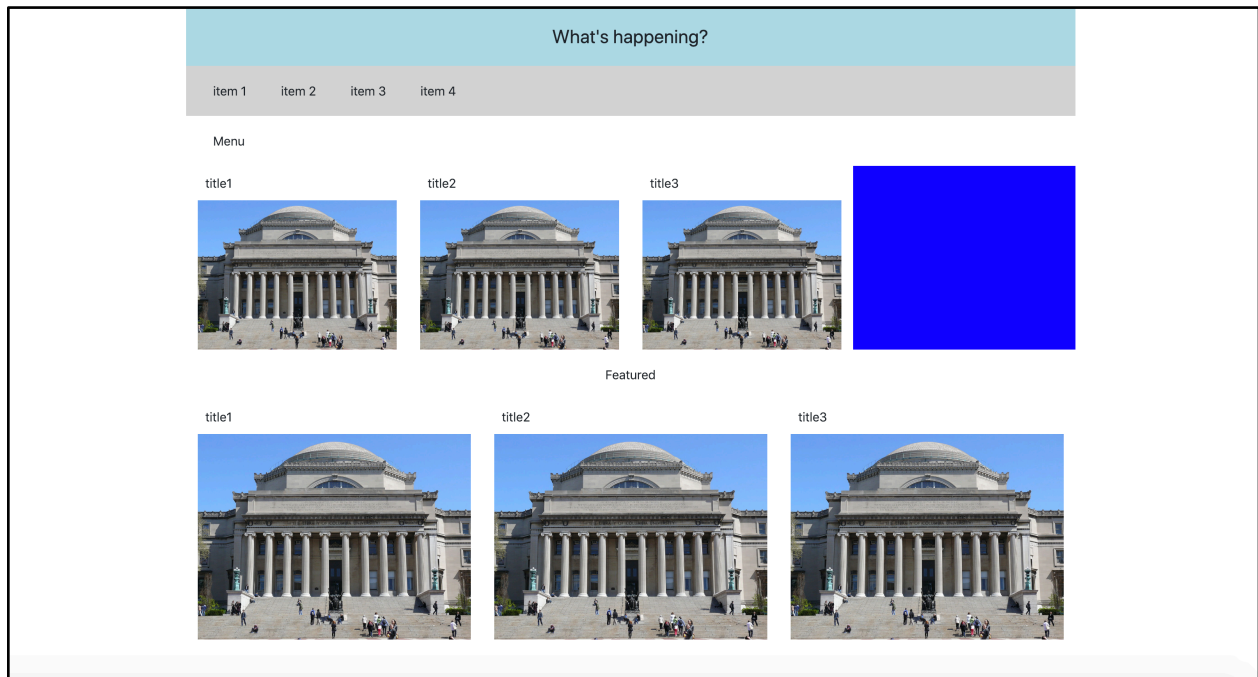 What's happening?
item 1 item 2 item 3 item 4
Menu
title1 title2 title3
Featured
title1 title2 title3